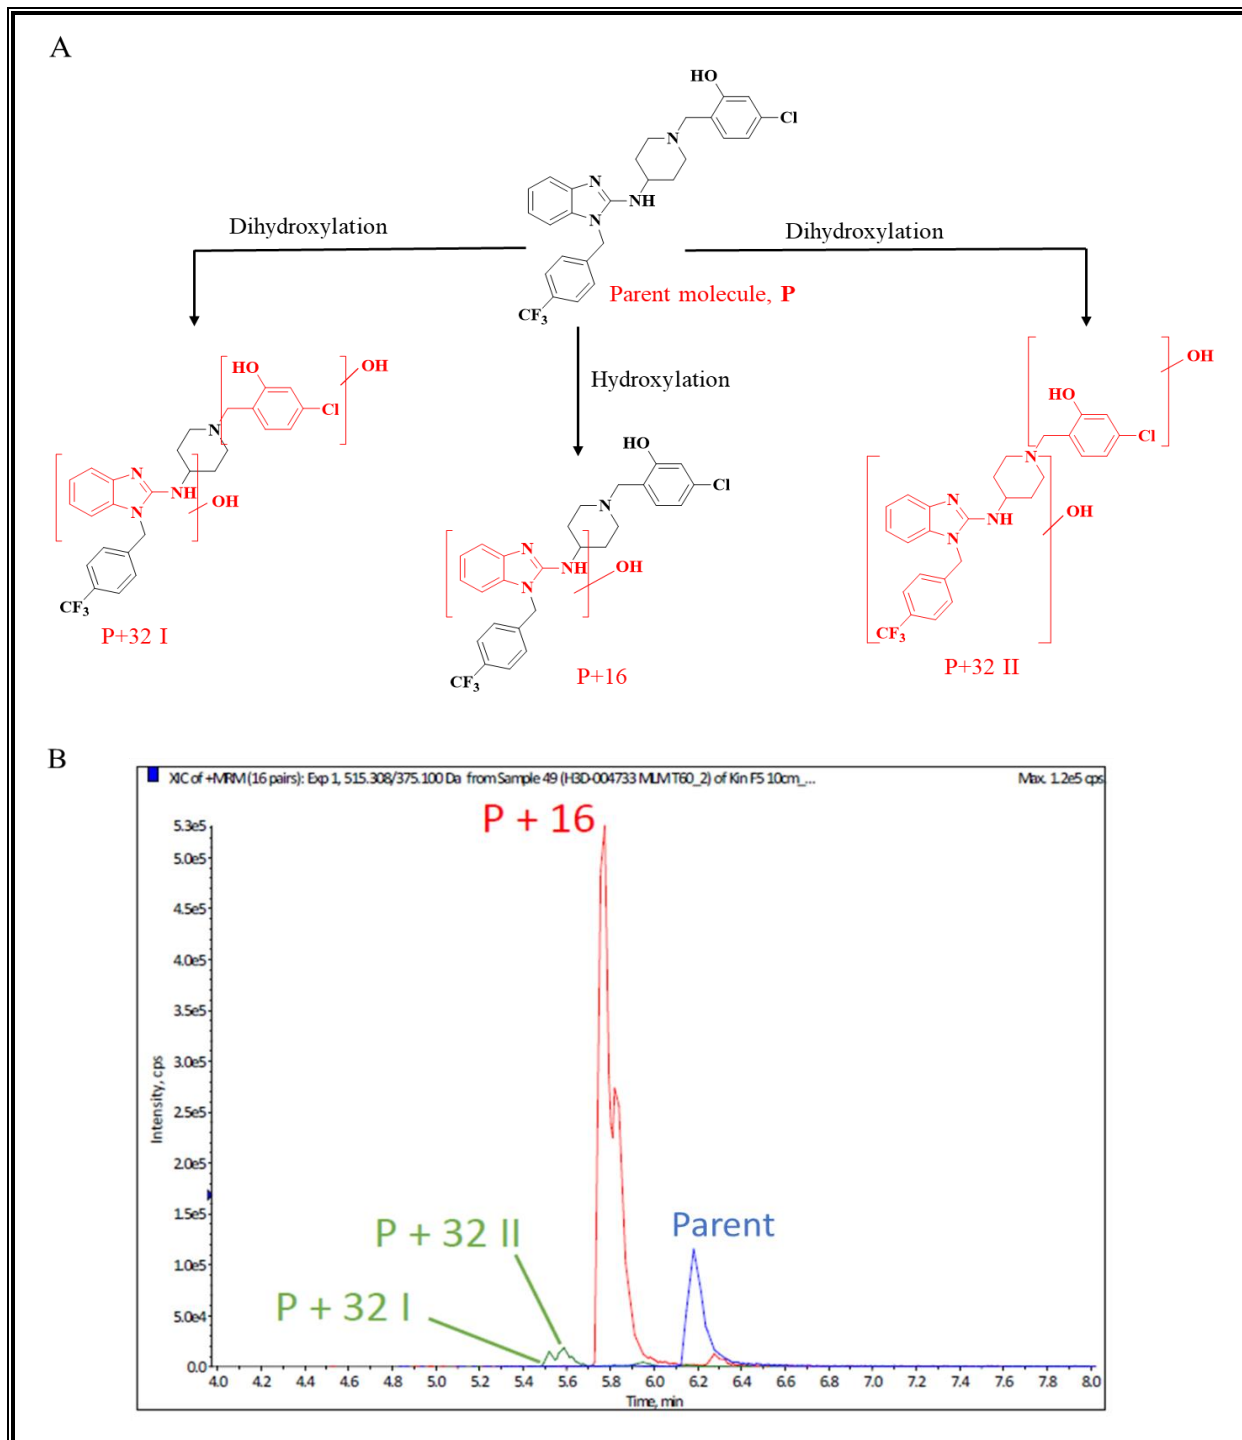 A
HO
Cl
N
N
NH
N
CF3
Dihydroxylation
Dihydroxylation
Parent molecule, P
Hydroxylation
HO
OH
Cl
N
N
NH
OH
N
CF3
P+32 I
HO
Cl
N
N
NH
OH
N
CF3
P+16
OH
HO
Cl
N
N
NH
OH
N
CF3
P+32 II
B
XIC of +MRM (16 pairs): Exp 1, 515.308/375.100 Da from Sample 49 (H3D-004733 MLM T60_2) of Kin F5 10cm_...
Max. 1.2e5 cps.
P + 16
5.3e5
5.0e5
4.5e5
4.0e5
3.5e5
3.0e5
2.5e5
2.0e5
1.5e5
1.0e5
5.0e4
0.0
Intensity, cps
P + 32 II
P + 32 I
Parent
4.0 4.2 4.4 4.6 4.8 5.0 5.2 5.4 5.6 5.8 6.0 6.2 6.4 6.6 6.8 7.0 7.2 7.4 7.6 7.8 8.0
Time, min